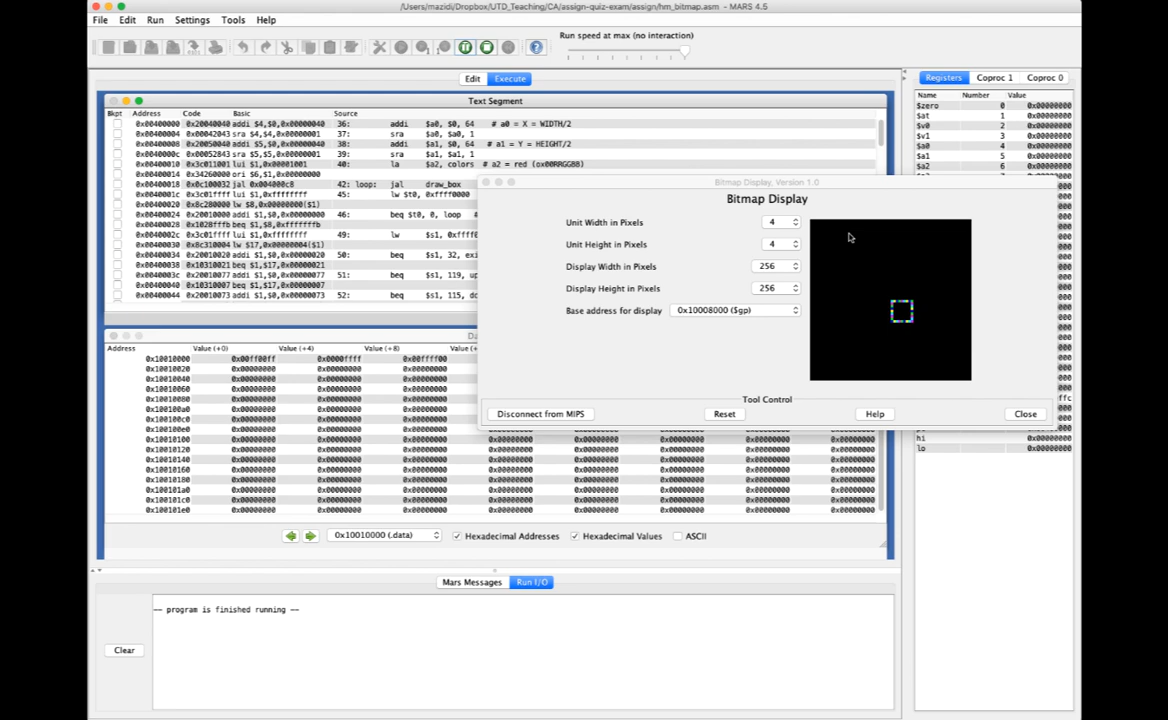 /Users/mazidi/Dropbox/UTD_Teaching/CA/assign-quiz-exam/assign/hm_bitmap.asm - MARS 4.5
File Edit Run Settings Tools Help
Run speed at max (no interaction)
Edit Execute
Registers Coproc 1 Coproc 0
Text Segment
Name Number Value
Bkpt Address Code Basic Source
$zero 0 0x00000000
$at 1 0x00000000
$v0 2 0x00000000
$v1 3 0x00000000
$a0 4 0x00000000
$a1 5 0x00000000
$a2 6 0x00000000
0x00400000 0x20040040 addi $4,$0,0x00000040 36: addi $a0, $0, 64 # a0 = X = WIDTH/2
0x00400004 0x00042043 sra $4,$4,0x00000001 37: sra $a0, $a0, 1
0x00400008 0x20050040 addi $5,$0,0x00000040 38: addi $a1, $0, 64 # a1 = Y = HEIGHT/2
0x0040000c 0x00052843 sra $5,$5,0x00000001 39: sra $a1, $a1, 1
0x00400010 0x3c011001 lui $1,0x00001001 40: la $a2, colors # a2 = red (ox00RRGGBB)
0x00400014 0x34260000 ori $6,$1,0x00000000
0x00400018 0x0c100032 jal 0x004000c8 42: loop: jal draw_box
0x0040001c 0x3c01ffff lui $1,0xffffffff 45: lw $t0, 0xffff0000
0x00400020 0x8c280000 lw $8,0x00000000($1)
0x00400024 0x20010000 addi $1,$0,0x00000000 46: beq $t0, 0, loop #
0x00400028 0x1028fffb beq $1,$8,0xfffffffb
0x0040002c 0x3c01ffff lui $1,0xffffffff 49: lw
0x00400030 0x8c310004 lw $17,0x00000004($1)
0x00400034 0x20010020 addi $1,$0,0x00000020 50: beq $s1, 32,
0x00400038 0x10310021 beq $1,$17,0x00000021
0x0040003c 0x20010077 addi $1,$0,0x00000077 51: beq $s1, 119,
0x00400040 0x10310007 beq $1,$17,0x00000007
0x00400044 0x20010073 addi $1,$0,0x00000073 52: beq $s1, 115,
Bitmap Display, Version 1.0
Bitmap Display
Unit Width in Pixels 4
Unit Height in Pixels 4
Display Width in Pixels 256
Display Height in Pixels 256
Base address for display 0x10008000 ($gp)
Tool Control
Disconnect from MIPS Reset Help Close
Address Value (+0) Value (+4) Value (+8)
0x10010000 0x00ff00ff 0x0000ffff 0x00ffff00
0x10010020 0x00000000 0x00000000 0x00000000
0x10010040 0x00000000 0x00000000 0x00000000
0x10010060 0x00000000 0x00000000 0x00000000
0x10010080 0x00000000 0x00000000 0x00000000
0x100100a0 0x00000000 0x00000000 0x00000000
0x100100c0 0x00000000 0x00000000 0x00000000
0x100100e0 0x00000000 0x00000000 0x00000000 0x00000000 0x00000000 0x00000000 0x00000000
0x10010100 0x00000000 0x00000000 0x00000000 0x00000000 0x00000000 0x00000000 0x00000000
0x10010120 0x00000000 0x00000000 0x00000000 0x00000000 0x00000000 0x00000000 0x00000000
0x10010140 0x00000000 0x00000000 0x00000000 0x00000000 0x00000000 0x00000000 0x00000000
0x10010160 0x00000000 0x00000000 0x00000000 0x00000000 0x00000000 0x00000000 0x00000000
0x10010180 0x00000000 0x00000000 0x00000000 0x00000000 0x00000000 0x00000000 0x00000000
0x100101a0 0x00000000 0x00000000 0x00000000 0x00000000 0x00000000 0x00000000 0x00000000
0x100101c0 0x00000000 0x00000000 0x00000000 0x00000000 0x00000000 0x00000000 0x00000000
0x100101e0 0x00000000 0x00000000 0x00000000 0x00000000 0x00000000 0x00000000 0x00000000
hi 0x00000000
lo 0x00000000
0x10010000 (.data) Hexadecimal Addresses Hexadecimal Values ASCII
Mars Messages Run I/O
-- program is finished running --
Clear